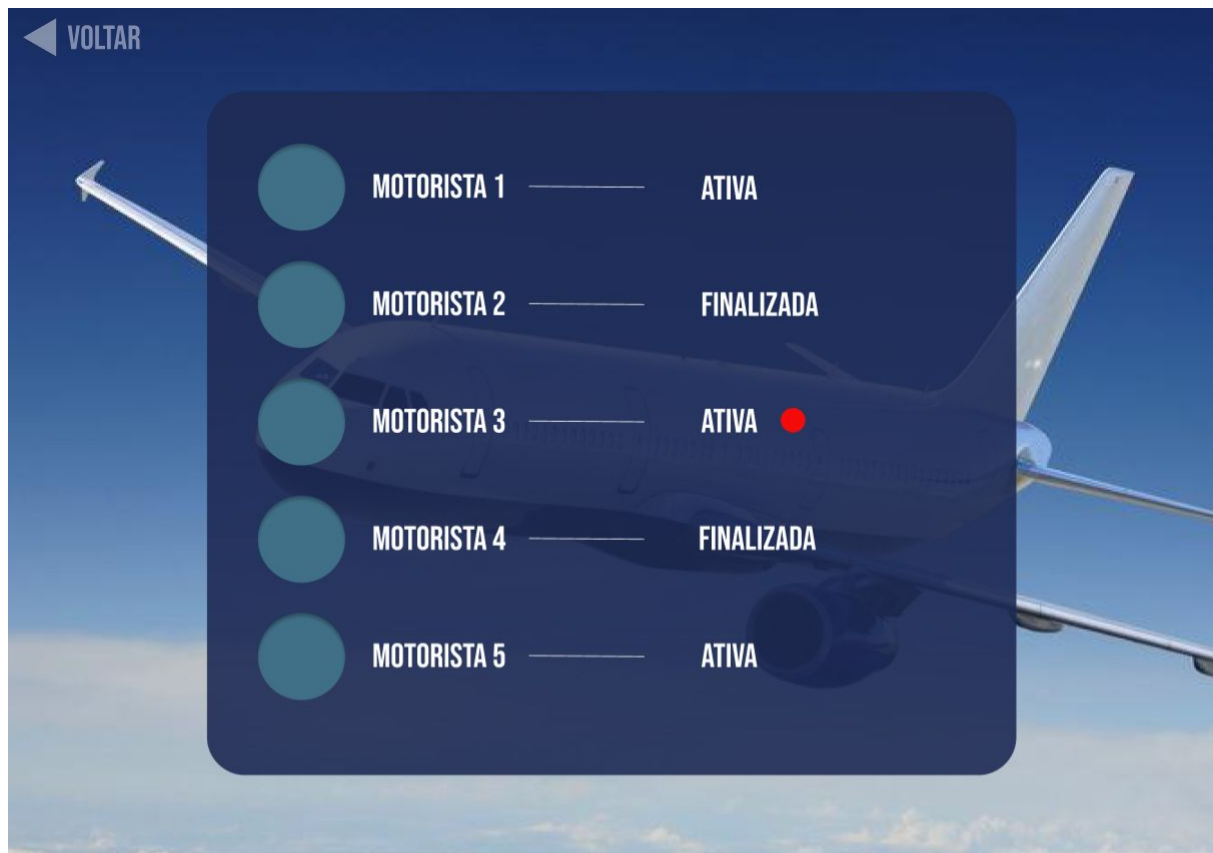 VOLTAR
MOTORISTA 1 ATIVA
MOTORISTA 2 FINALIZADA
MOTORISTA 3 ATIVA
MOTORISTA 4 FINALIZADA
MOTORISTA 5 ATIVA